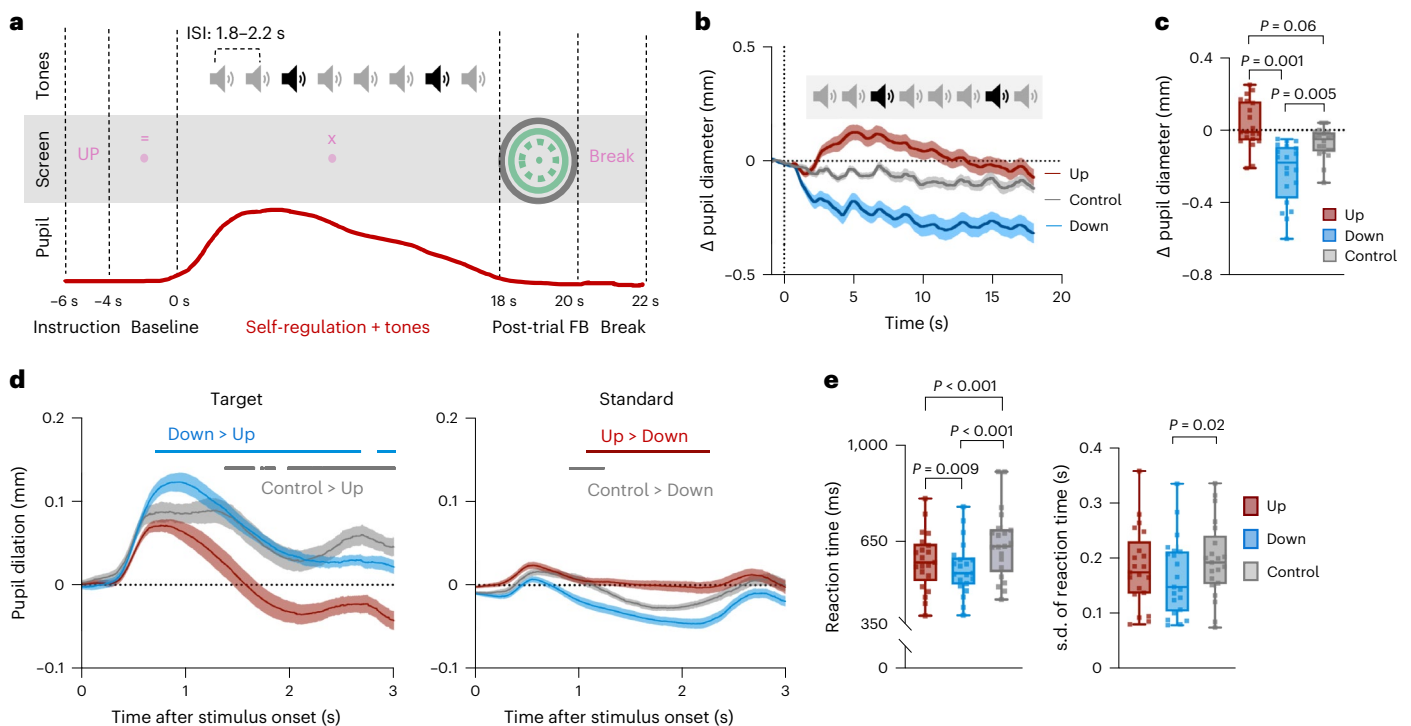 a
ISI: 1.8–2.2 s
Tones
Screen
UP
=
x
Break
Pupil
–6 s
–4 s
0 s
18 s
20 s
22 s
Instruction
Baseline
Self-regulation + tones
Post-trial FB
Break
b
0.5
0
–0.5
Δ pupil diameter (mm)
Up
Control
Down
0
5
10
15
20
Time (s)
c
P = 0.06
P = 0.001
P = 0.005
0.4
0
–0.4
–0.8
Δ pupil diameter (mm)
Up
Down
Control
d
Target
Down > Up
Control > Up
0.2
0.1
0
–0.1
Pupil dilation (mm)
0
1
2
3
Time after stimulus onset (s)
Standard
Up > Down
Control > Down
0.2
0.1
0
–0.1
0
1
2
3
Time after stimulus onset (s)
e
P < 0.001
P < 0.001
P = 0.009
1,000
650
350
0
Reaction time (ms)
P = 0.02
0.4
0.3
0.2
0.1
0
s.d. of reaction time (s)
Up
Down
Control